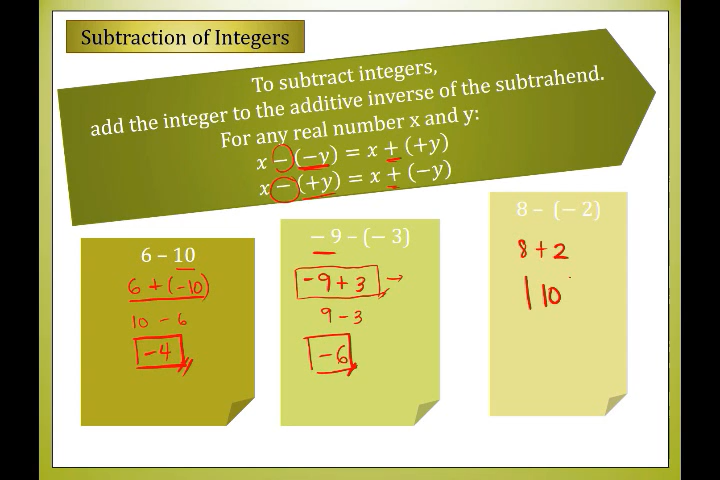 Subtraction of Integers
To subtract integers,
add the integer to the additive inverse of the subtrahend.
For any real number x and y:
x − (−y) = x + (+y)
x − (+y) = x + (−y)
6 − 10
6 + (-10)
10 - 6
-4
− 9 − (− 3)
-9 + 3 →
9 - 3
-6
8 − (− 2)
8 + 2
10